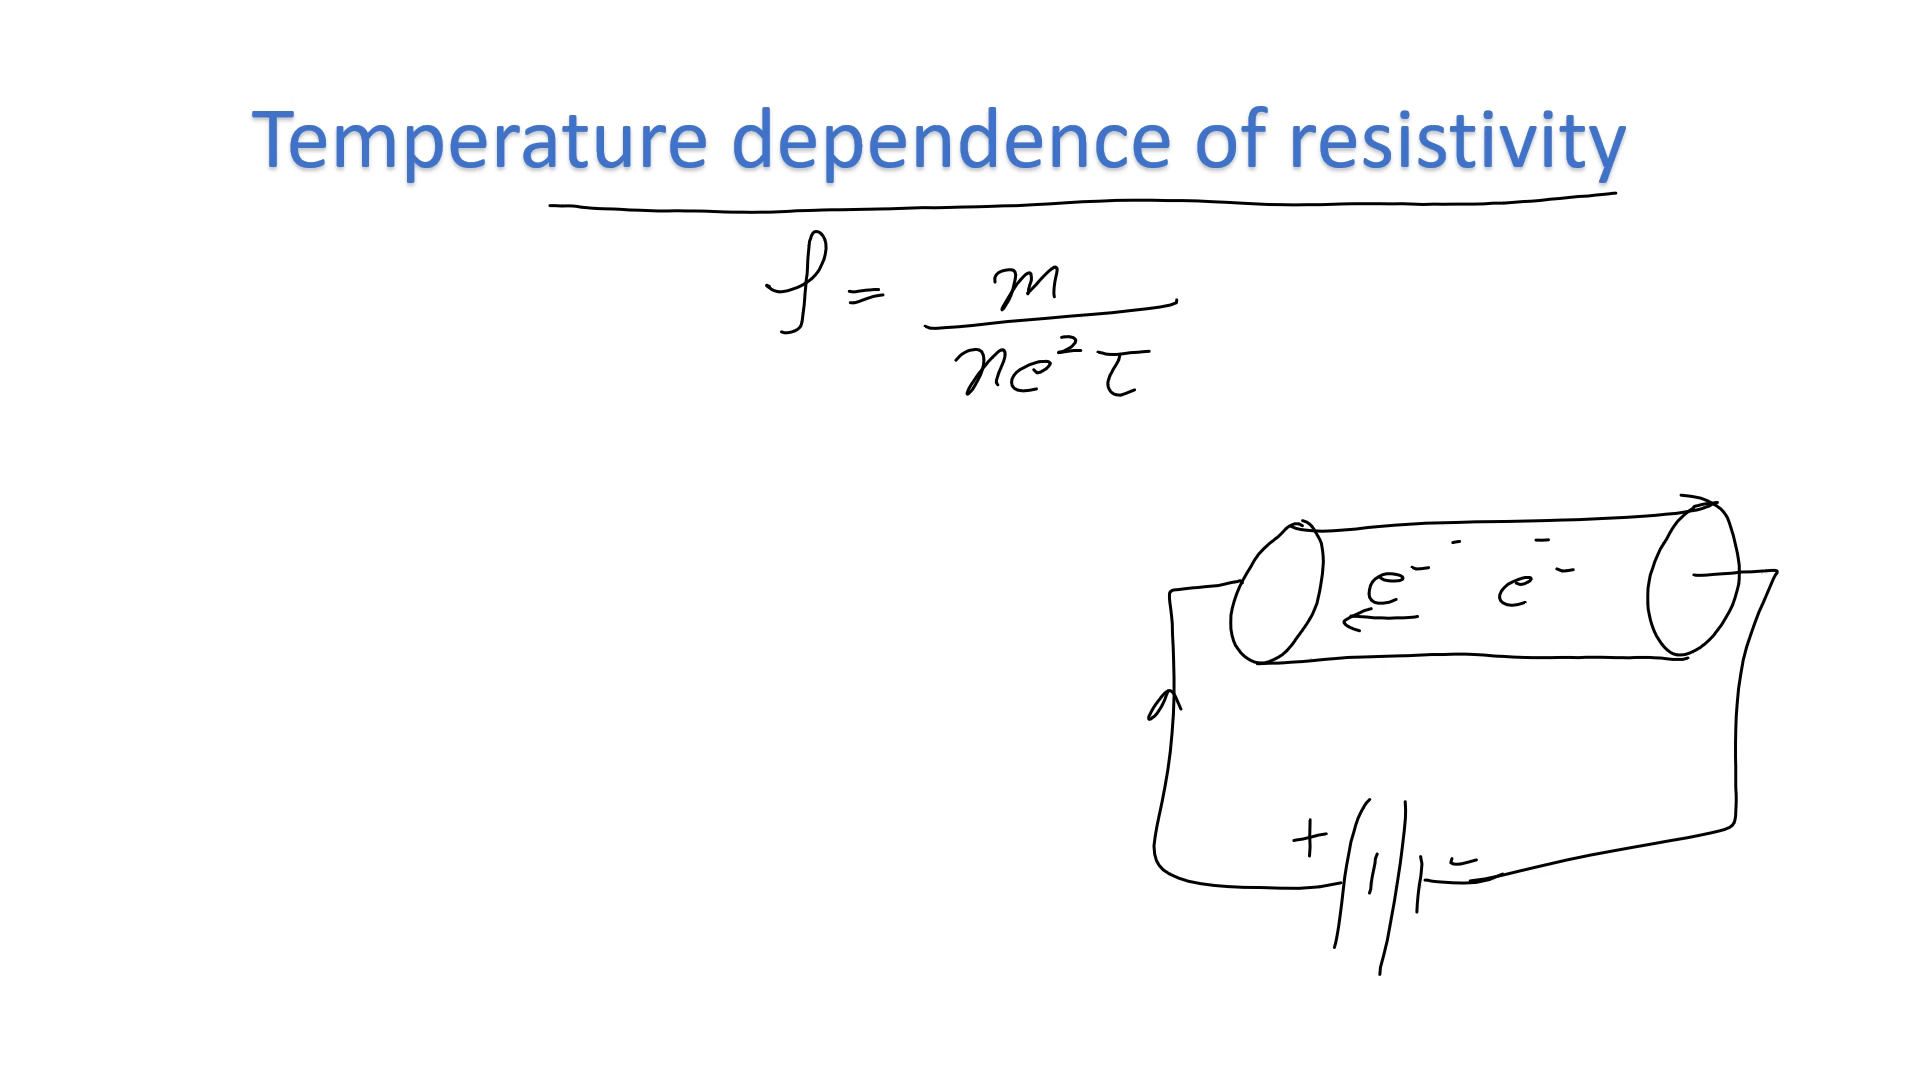 Temperature dependence of resistivity
ρ = m / ne²τ
e⁻ e⁻
+ -